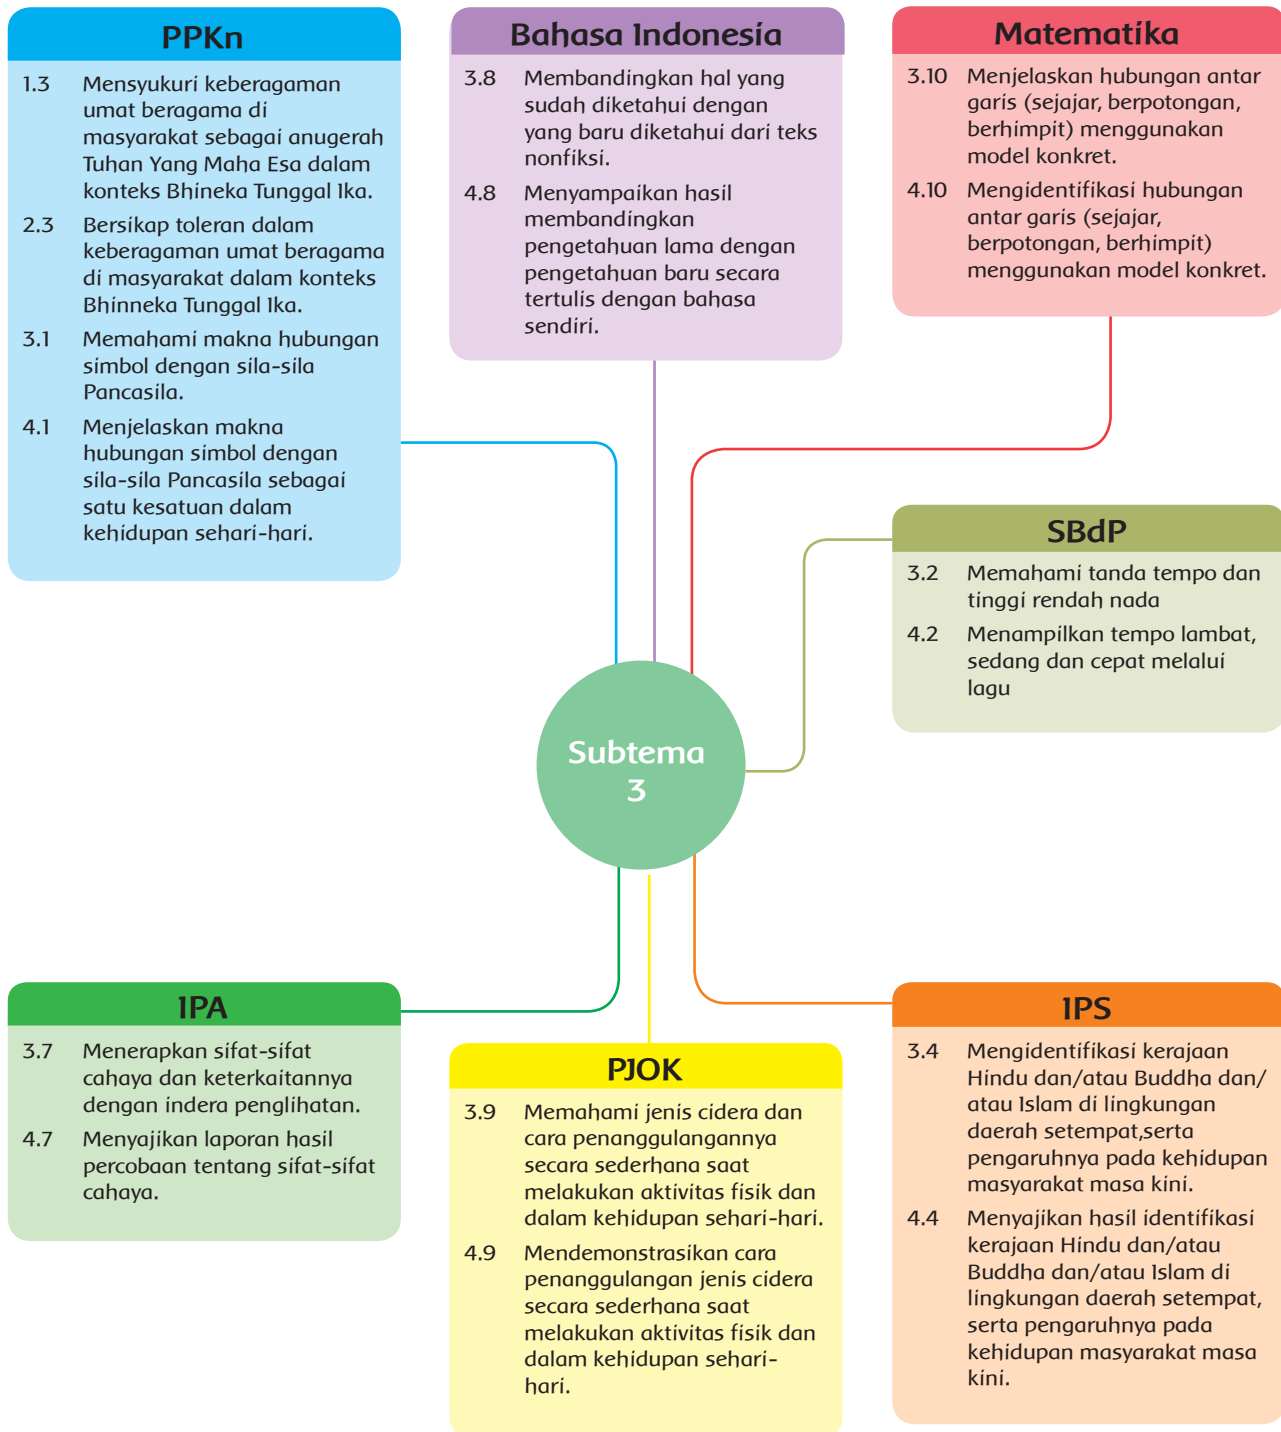 PPKn
1.3 Mensyukuri keberagaman
umat beragama di
masyarakat sebagai anugerah
Tuhan Yang Maha Esa dalam
konteks Bhineka Tunggal Ika.
2.3 Bersikap toleran dalam
keberagaman umat beragama
di masyarakat dalam konteks
Bhinneka Tunggal Ika.
3.1 Memahami makna hubungan
simbol dengan sila-sila
Pancasila.
4.1 Menjelaskan makna
hubungan simbol dengan
sila-sila Pancasila sebagai
satu kesatuan dalam
kehidupan sehari-hari.
Bahasa Indonesia
3.8 Membandingkan hal yang
sudah diketahui dengan
yang baru diketahui dari teks
nonfiksi.
4.8 Menyampaikan hasil
membandingkan
pengetahuan lama dengan
pengetahuan baru secara
tertulis dengan bahasa
sendiri.
Matematika
3.10 Menjelaskan hubungan antar
garis (sejajar, berpotongan,
berhimpit) menggunakan
model konkret.
4.10 Mengidentifikasi hubungan
antar garis (sejajar,
berpotongan, berhimpit)
menggunakan model konkret.
SBdP
3.2 Memahami tanda tempo dan
tinggi rendah nada
4.2 Menampilkan tempo lambat,
sedang dan cepat melalui
lagu
Subtema
3
IPA
3.7 Menerapkan sifat-sifat
cahaya dan keterkaitannya
dengan indera penglihatan.
4.7 Menyajikan laporan hasil
percobaan tentang sifat-sifat
cahaya.
PJOK
3.9 Memahami jenis cidera dan
cara penanggulangannya
secara sederhana saat
melakukan aktivitas fisik dan
dalam kehidupan sehari-hari.
4.9 Mendemonstrasikan cara
penanggulangan jenis cidera
secara sederhana saat
melakukan aktivitas fisik dan
dalam kehidupan sehari-
hari.
IPS
3.4 Mengidentifikasi kerajaan
Hindu dan/atau Buddha dan/
atau Islam di lingkungan
daerah setempat,serta
pengaruhnya pada kehidupan
masyarakat masa kini.
4.4 Menyajikan hasil identifikasi
kerajaan Hindu dan/atau
Buddha dan/atau Islam di
lingkungan daerah setempat,
serta pengaruhnya pada
kehidupan masyarakat masa
kini.